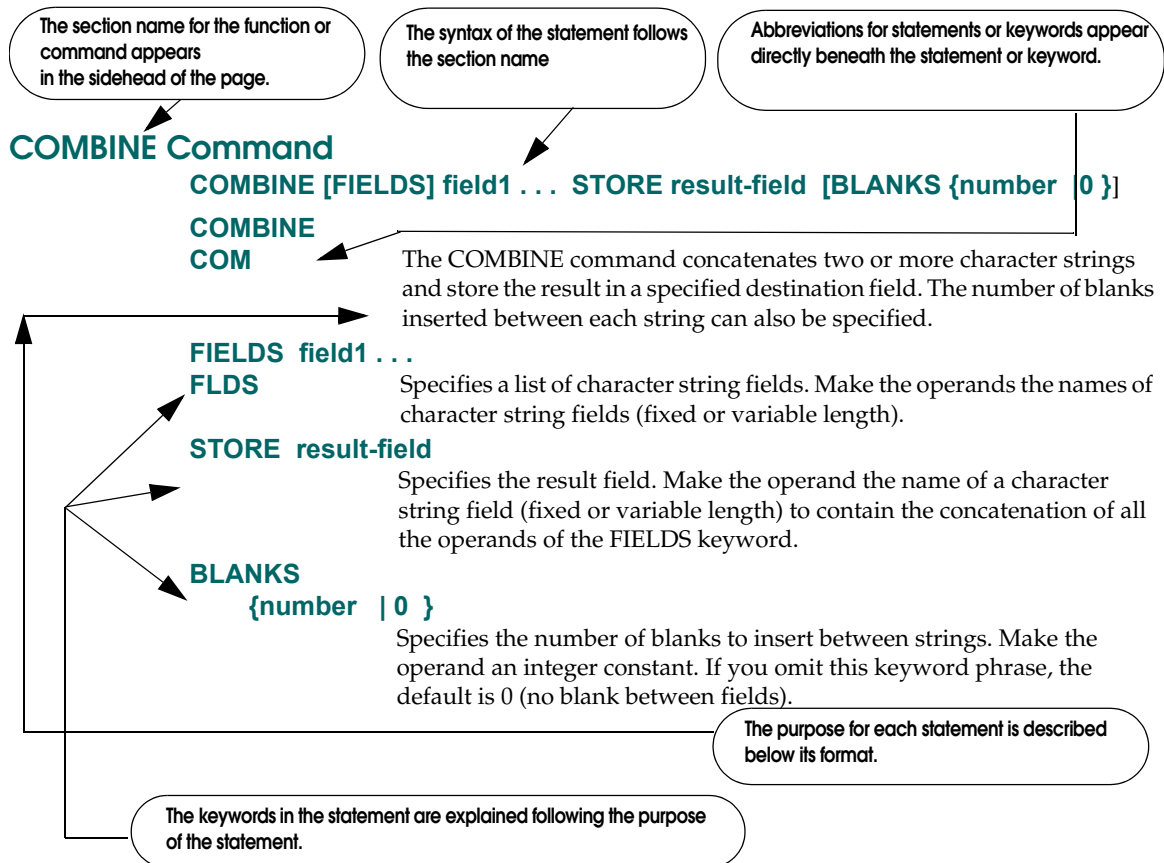 The section name for the function or
command appears
in the sidehead of the page.
The syntax of the statement follows
the section name
Abbreviations for statements or keywords appear
directly beneath the statement or keyword.
COMBINE Command
COMBINE [FIELDS] field1 . . . STORE result-field [BLANKS {number |0 }]
COMBINE
COM
The COMBINE command concatenates two or more character strings
and store the result in a specified destination field. The number of blanks
inserted between each string can also be specified.
FIELDS field1 . . .
FLDS
Specifies a list of character string fields. Make the operands the names of
character string fields (fixed or variable length).
STORE result-field
Specifies the result field. Make the operand the name of a character
string field (fixed or variable length) to contain the concatenation of all
the operands of the FIELDS keyword.
BLANKS
{number | 0 }
Specifies the number of blanks to insert between strings. Make the
operand an integer constant. If you omit this keyword phrase, the
default is 0 (no blank between fields).
The purpose for each statement is described
below its format.
The keywords in the statement are explained following the purpose
of the statement.